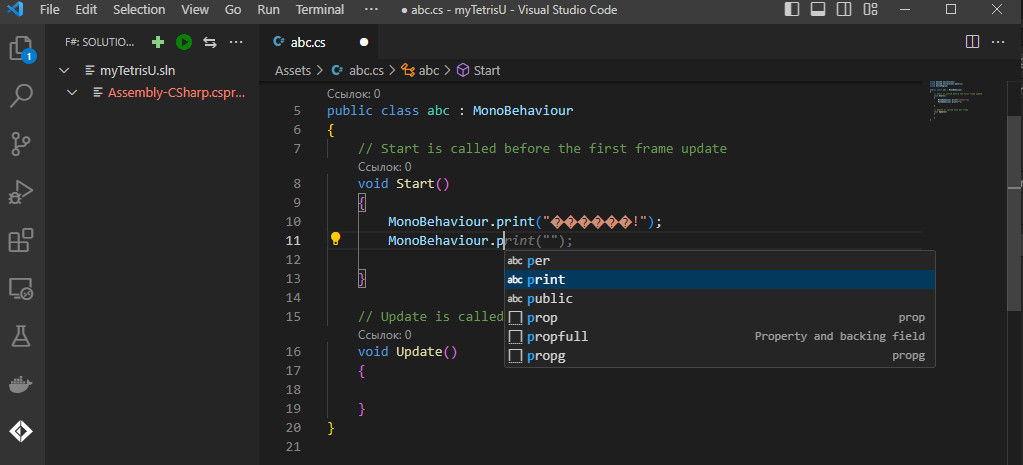 Edit Selection View Go Run Terminal ··· ● abc.cs - myTetrisU - Visual Studio Code
F#: SOLUTIO... ···
abc.cs ●
1
myTetrisU.sln
Assembly-CSharp.cspr...
Assets > abc.cs > abc > Start
Ссылок: 0
5 public class abc : MonoBehaviour
6 {
7 // Start is called before the first frame update
Ссылок: 0
8 void Start()
9 {
10 MonoBehaviour.print("������!");
11 MonoBehaviour.print("");
abc per
12
abc print
13 }
abc public
14
prop prop
15 // Update is called
propfull Property and backing field
Ссылок: 0
16 void Update()
propg propg
17 {
18
19 }
20 }
21